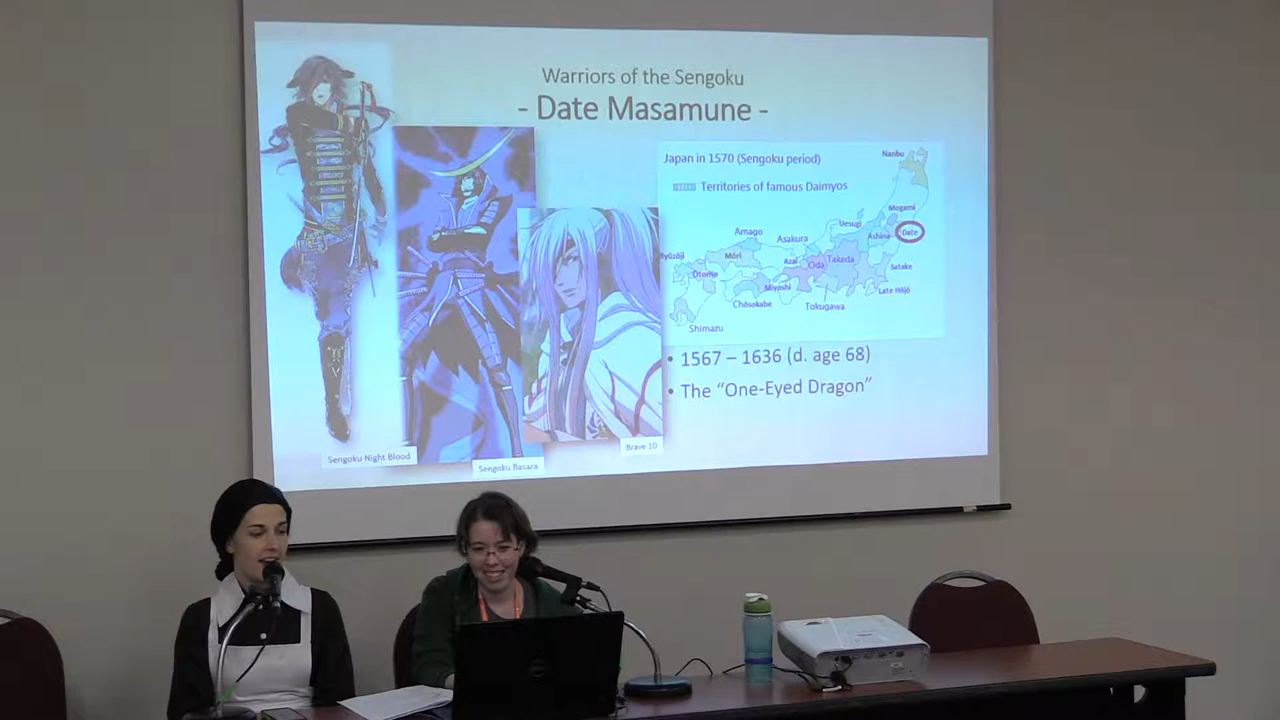 Warriors of the Sengoku
- Date Masamune -
Japan in 1570 (Sengoku period)
Territories of famous Daimyos
Naobu
Mogami
Date
Uesugi
Ashina
Amago
Asakura
Ryūzōji
Mōri
Azai
Oda
Takeda
Satake
Ōtomo
Miyoshi
Late Hōjō
Chōsokabe
Tokugawa
Shimazu
• 1567 – 1636 (d. age 68)
• The “One-Eyed Dragon”
Sengoku Night Blood
Sengoku Basara
Brave 10